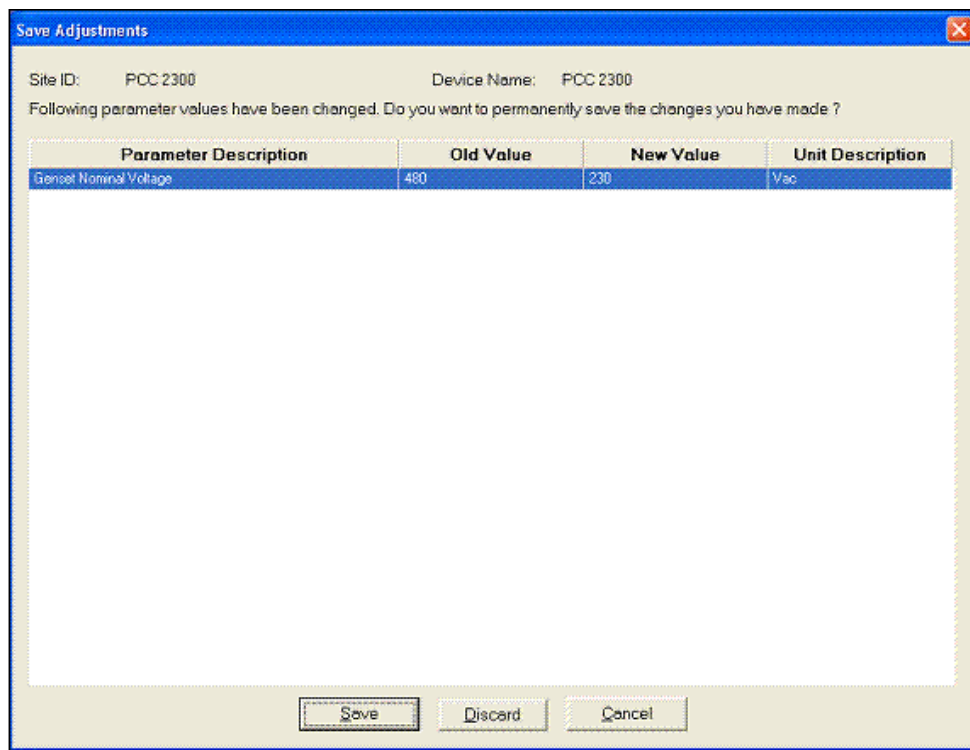 Save Adjustments
Site ID: PCC 2300 Device Name: PCC 2300
Following parameter values have been changed. Do you want to permanently save the changes you have made ?
Parameter Description Old Value New Value Unit Description
Genset Nominal Voltage 480 230 Vac
Save Discard Cancel